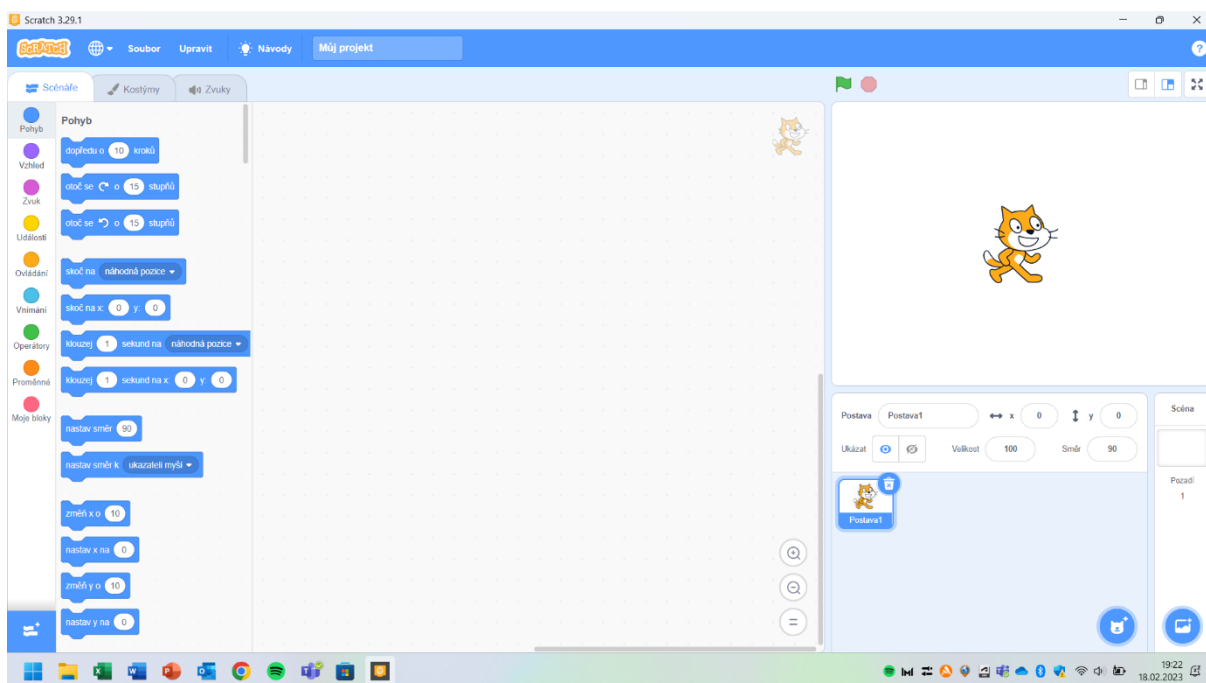 Scratch 3.29.1
SCRATCH
Soubor Upravit Návody Můj projekt
Scénáře Kostýmy Zvuky
Pohyb
Vzhled
Zvuk
Události
Ovládání
Vnímání
Operátory
Proměnné
Moje bloky
Pohyb
dopředu o 10 kroků
otoč se o 15 stupňů
otoč se o 15 stupňů
skoč na náhodná pozice
skoč na x: 0 y: 0
klouzej 1 sekund na náhodná pozice
klouzej 1 sekund na x: 0 y: 0
nastav směr 90
nastav směr k ukazateli myši
změň x o 10
nastav x na 0
změň y o 10
nastav y na 0
Postava Postava1 x 0 y 0
Ukázat Velikost 100 Směr 90
Postava1
Scéna
Pozadí
1
19:22
18.02.2023